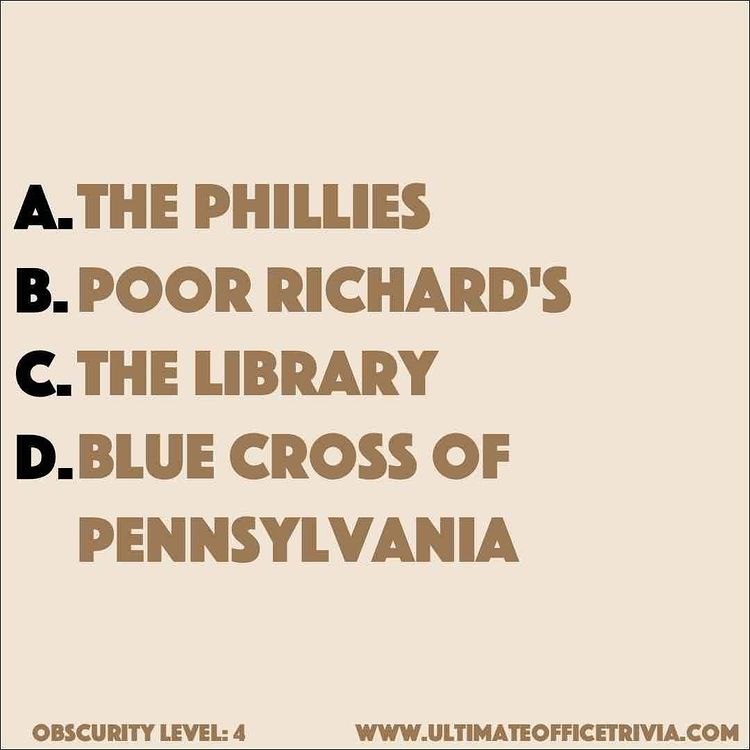 A. THE PHILLIES
B. POOR RICHARD'S
C. THE LIBRARY
D. BLUE CROSS OF
PENNSYLVANIA
OBSCURITY LEVEL: 4 WWW.ULTIMATEOFFICETRIVIA.COM